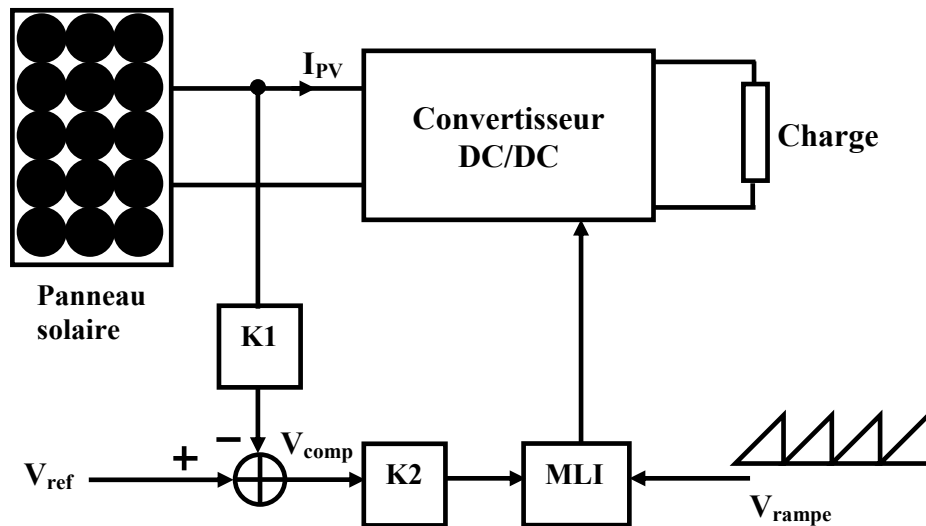 I_PV
Convertisseur
DC/DC
Charge
Panneau
solaire
K1
+
−
V_comp
V_ref
K2
MLI
V_rampe